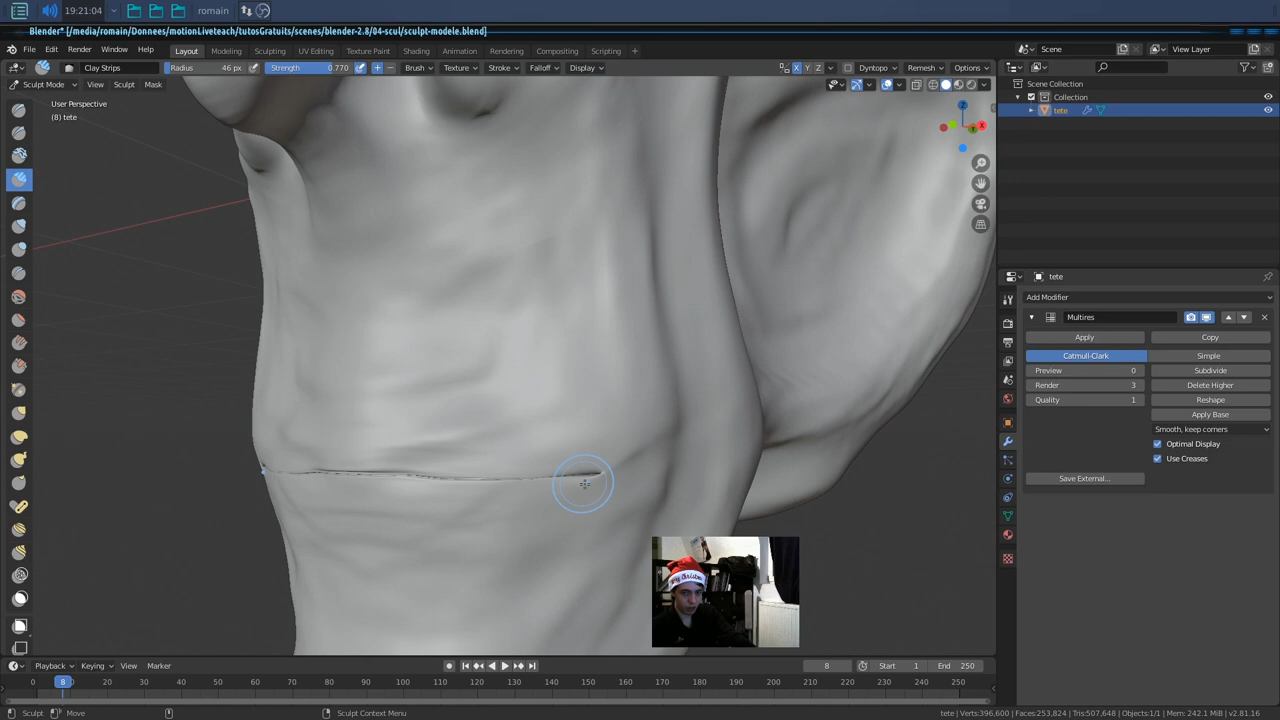 19:21:04 romain
Blender* [/media/romain/Donnees/motionLiveteach/tutosGratuits/scenes/blender-2.8/04-scul/sculpt-modele.blend]
File Edit Render Window Help Layout Modeling Sculpting UV Editing Texture Paint Shading Animation Rendering Compositing Scripting + Scene View Layer
Clay Strips Radius 46 px Strength 0.770 Brush Texture Stroke Falloff Display X Y Z Dyntopo Remesh Options
Sculpt Mode View Sculpt Mask
User Perspective
(8) tete
Scene Collection
Collection
tete
tete
Add Modifier
Multires
Apply Copy
Catmull-Clark Simple
Preview 0 Subdivide
Render 3 Delete Higher
Quality 1 Reshape
Apply Base
Smooth, keep corners
Optimal Display
Use Creases
Save External...
Z
X
Y
Playback Keying View Marker 8 Start 1 End 250
0 8 10 20 30 40 50 60 70 80 90 100 110 120 130 140 150 160 170 180 190 200 210 220 230 240 250
Sculpt Move Sculpt Context Menu tete | Verts:396,600 | Faces:253,824 | Tris:507,648 | Objects:1/1 | Mem: 242.1 MiB | v2.81.16